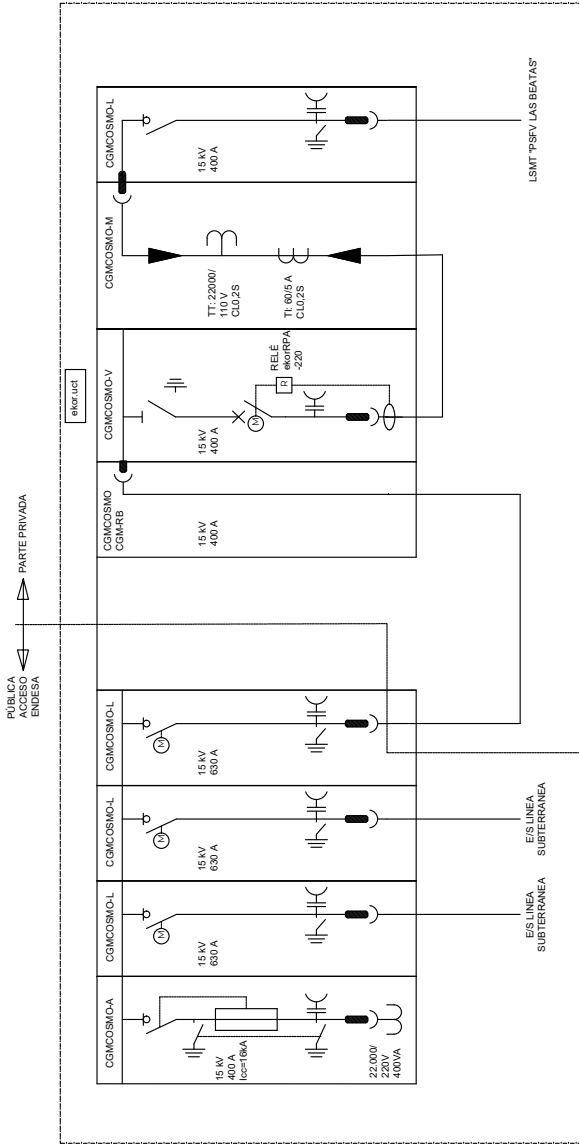 PÚBLICA
ACCESO
ENDESA
PARTE PRIVADA
ekor.uct
CGMCOSMO-A
15 kV
400 A
Icc=16kA
22.000/
220V
400VA
CGMCOSMO-L
M
15 kV
630 A
E/S LINEA
SUBTERRANEA
CGMCOSMO-L
M
15 kV
630 A
E/S LINEA
SUBTERRANEA
CGMCOSMO-L
M
15 kV
630 A
CGMCOSMO
CGM-RB
15 kV
400 A
CGMCOSMO-V
15 kV
400 A
M
R
RELÉ
ekorRPA
-220
CGMCOSMO-M
TT: 22000/
110 V
CL0,2S
TI: 60/5 A
CL0,2S
CGMCOSMO-L
15 kV
400 A
LSMT "PSFV LAS BEATAS"